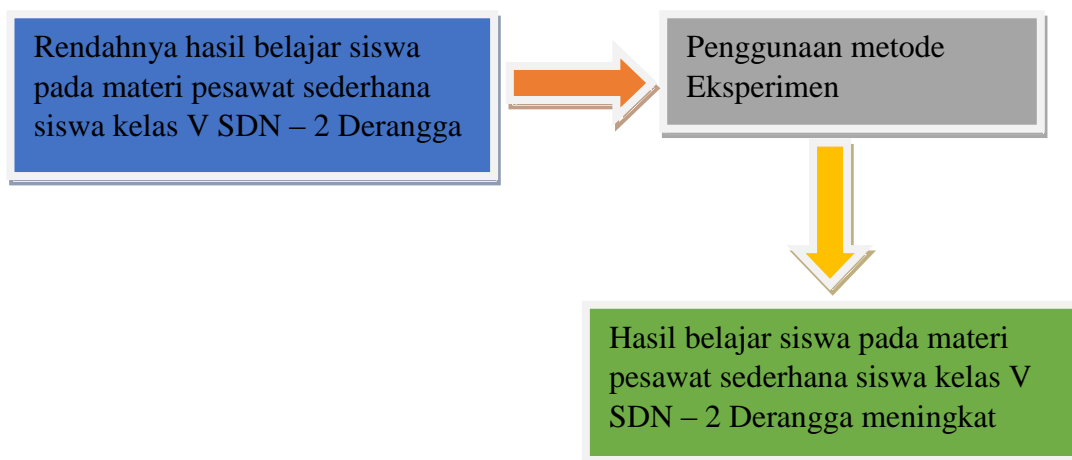 Rendahnya hasil belajar siswa
pada materi pesawat sederhana
siswa kelas V SDN – 2 Derangga
Penggunaan metode
Eksperimen
Hasil belajar siswa pada materi
pesawat sederhana siswa kelas V
SDN – 2 Derangga meningkat